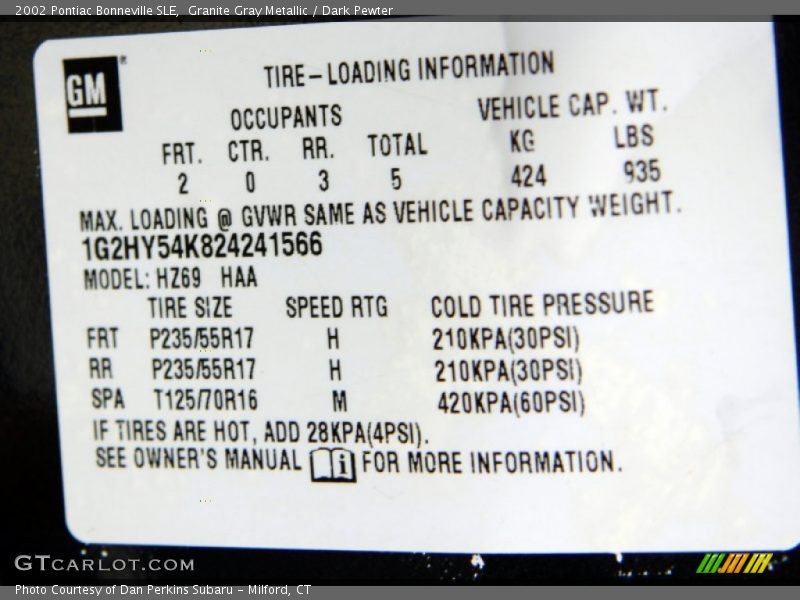 2002 Pontiac Bonneville SLE,  Granite Gray Metallic / Dark Pewter
GM®
TIRE–LOADING INFORMATION
OCCUPANTS VEHICLE CAP. WT.
FRT. CTR. RR. TOTAL KG LBS
2 0 3 5 424 935
MAX. LOADING @ GVWR SAME AS VEHICLE CAPACITY WEIGHT.
1G2HY54K824241566
MODEL: HZ69 HAA
TIRE SIZE SPEED RTG COLD TIRE PRESSURE
FRT P235/55R17 H 210KPA(30PSI)
RR P235/55R17 H 210KPA(30PSI)
SPA T125/70R16 M 420KPA(60PSI)
IF TIRES ARE HOT, ADD 28KPA(4PSI).
SEE OWNER'S MANUAL i FOR MORE INFORMATION.
GTCARLOT.COM
Photo Courtesy of Dan Perkins Subaru – Milford, CT